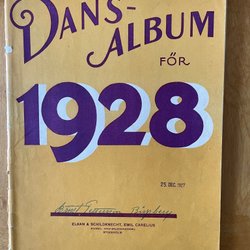 DANS-
ALBUM
FÖR
1928
25. DEC. 1927
ELKAN & SCHILDKNECHT, EMIL CARELIUS
STOCKHOLM